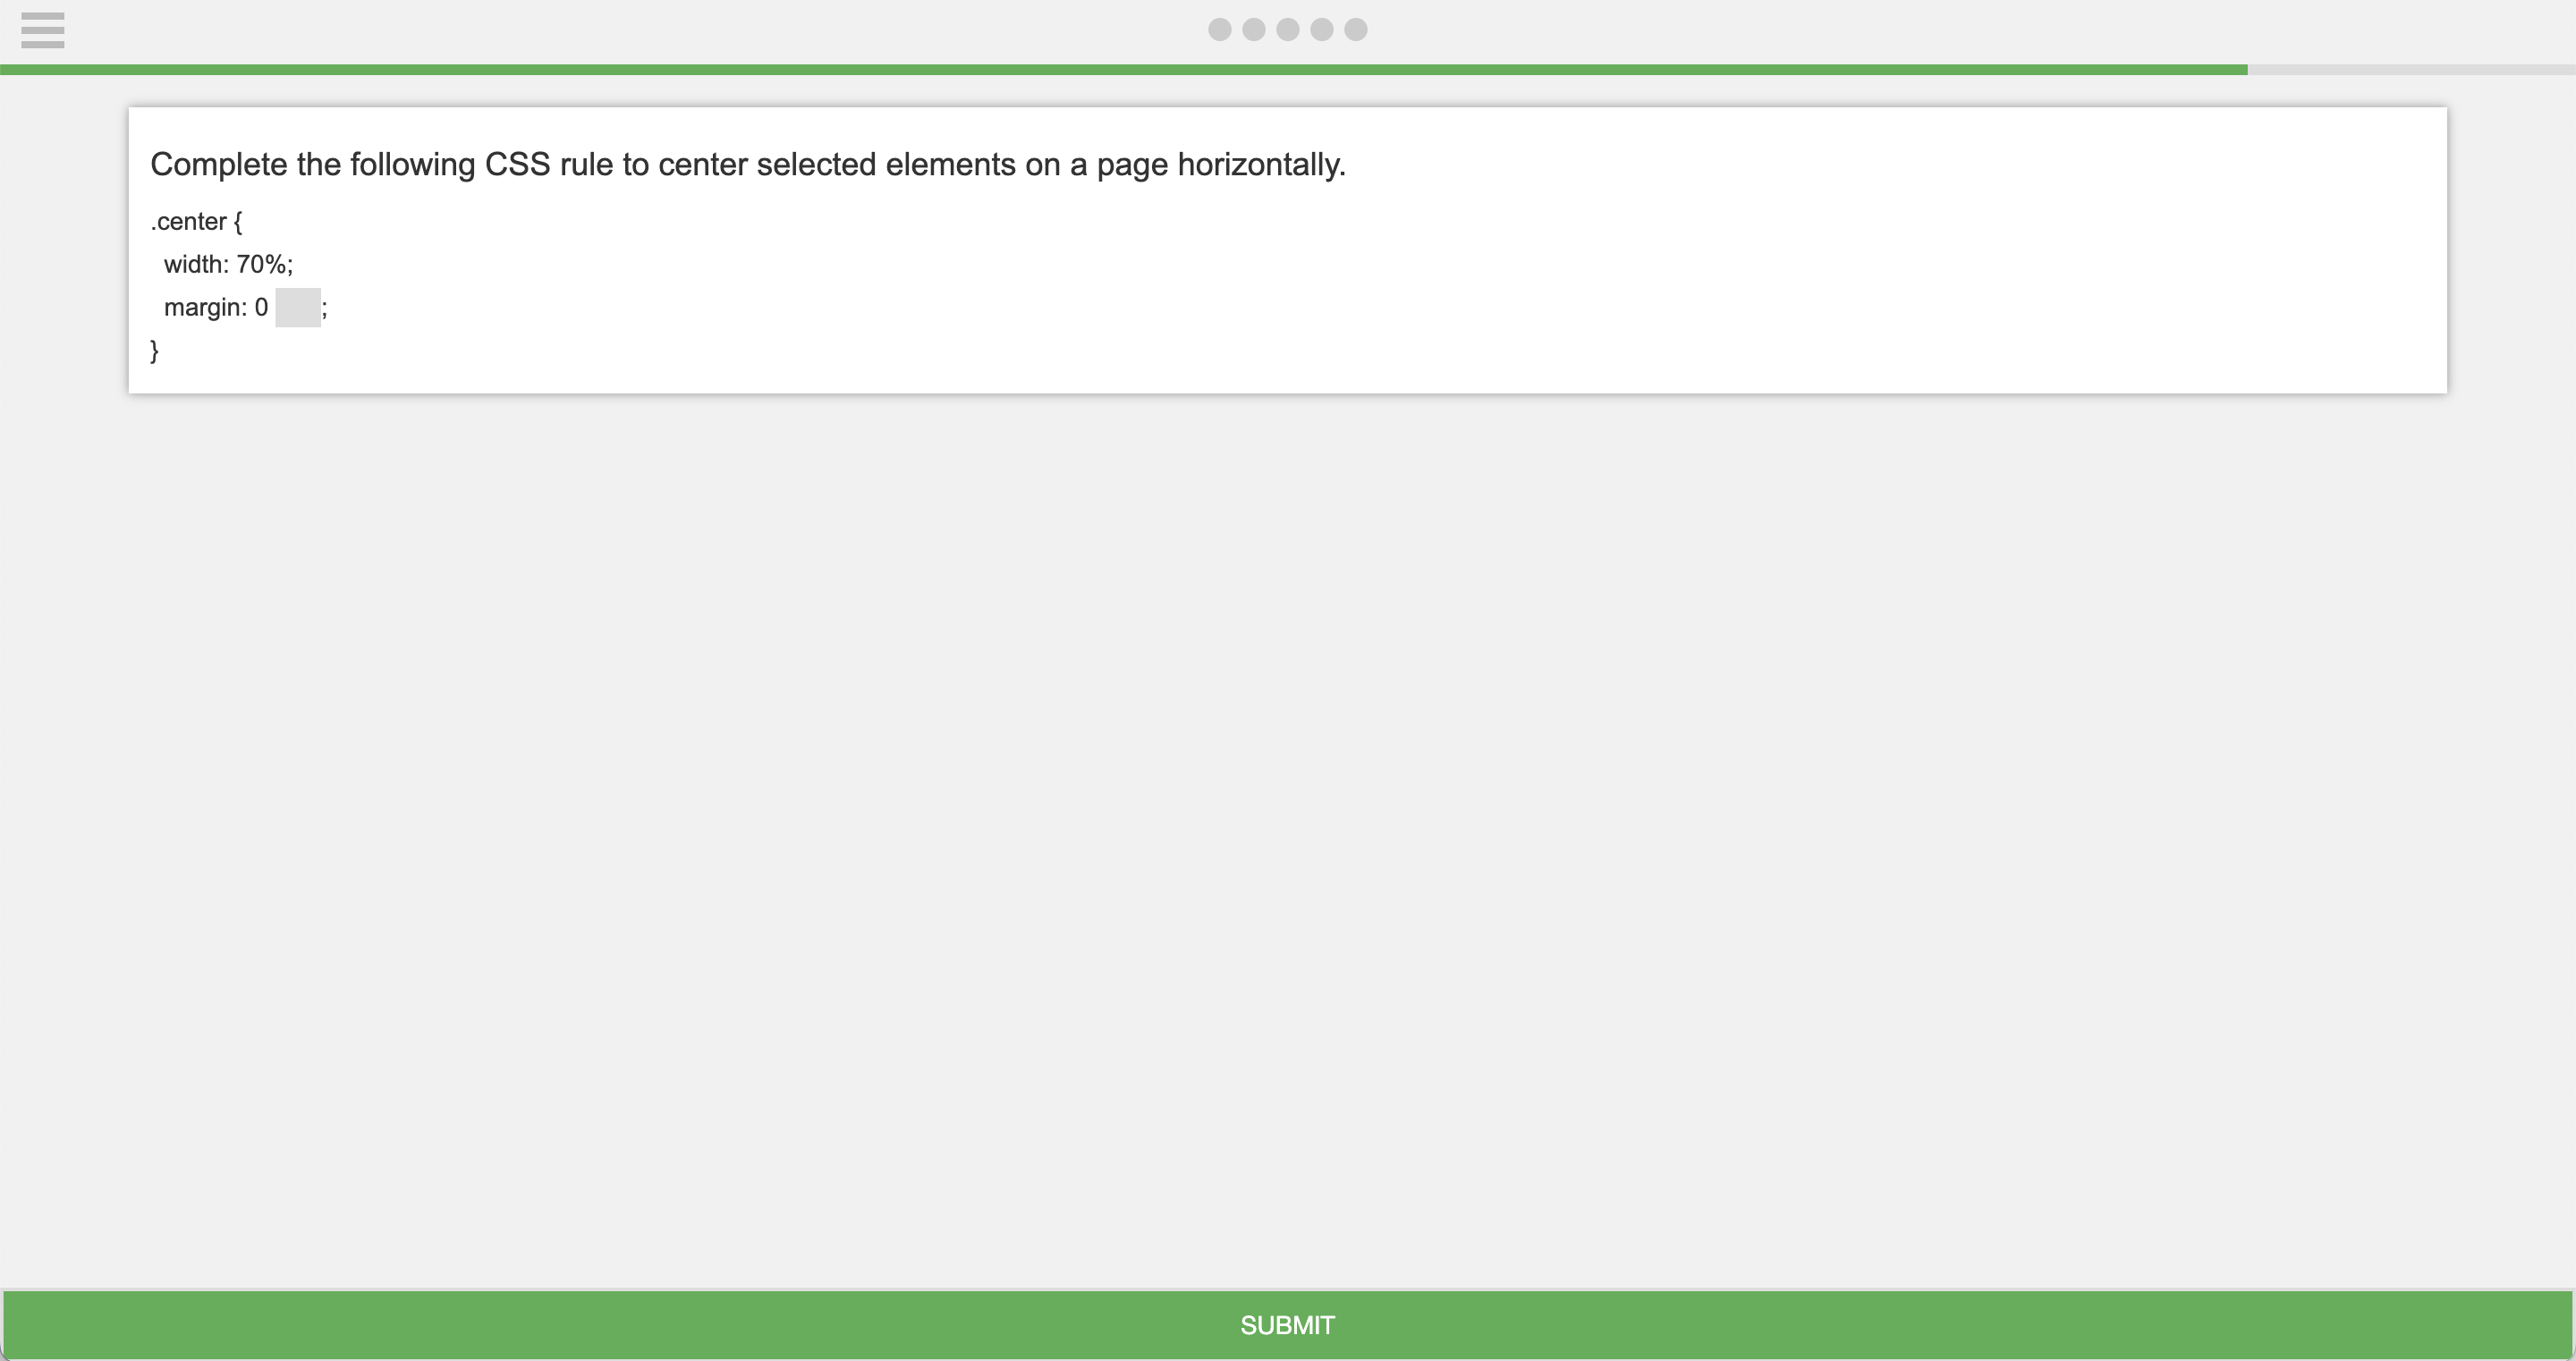 Complete the following CSS rule to center selected elements on a page horizontally.
.center {
width: 70%;
margin: 0 ;
}
SUBMIT